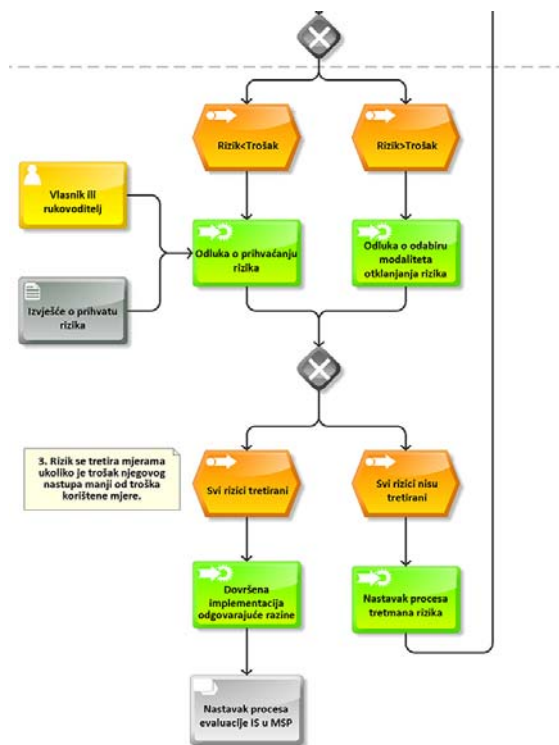 Rizik<Trošak
Rizik>Trošak
Vlasnik ili
rukovoditelj
Odluka o prihvaćanju
rizika
Odluka o odabiru
modaliteta
otklanjanja rizika
Izvješće o prihvatu
rizika
3. Rizik se tretira mjerama
ukoliko je trošak njegovog
nastupa manji od troška
korištene mjere.
Svi rizici tretirani
Svi rizici nisu
tretirani
Dovršena
implementacija
odgovarajuće razine
Nastavak procesa
tretmana rizika
Nastavak procesa
evaluacije IS u MSP